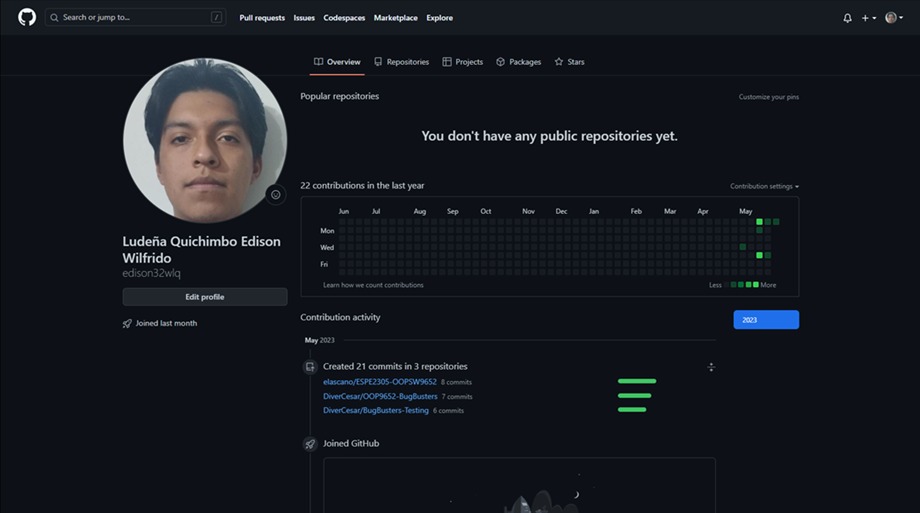 Search or jump to... /
Pull requests Issues Codespaces Marketplace Explore
Overview Repositories Projects Packages Stars
Popular repositories
Customize your pins
You don't have any public repositories yet.
22 contributions in the last year
Contribution settings
Jun Jul Aug Sep Oct Nov Dec Jan Feb Mar Apr May
Mon
Wed
Fri
Learn how we count contributions
Less More
Ludeña Quichimbo Edison
Wilfrido
edison32wlq
Edit profile
Joined last month
Contribution activity
2023
May 2023
Created 21 commits in 3 repositories
elascano/ESPE2305-OOPSW9652 8 commits
DiverCesar/OOP9652-BugBusters 7 commits
DiverCesar/BugBusters-Testing 6 commits
Joined GitHub